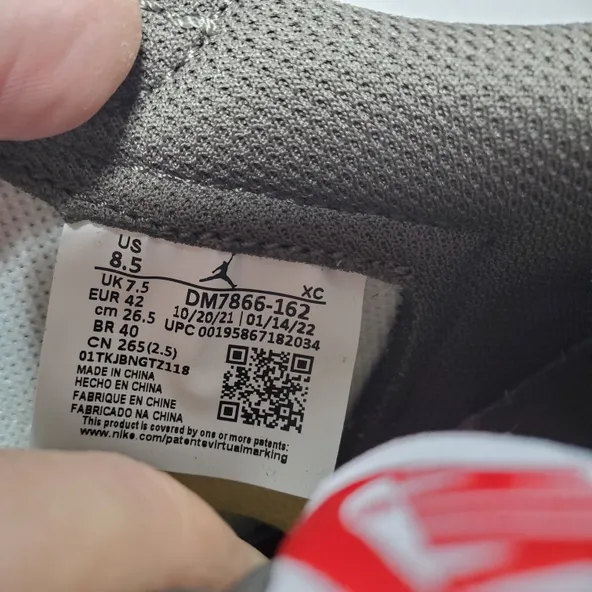 US
8.5
UK 7.5
EUR 42
cm 26.5
BR 40
CN 265(2.5)
XC
DM7866-162
10/20/21 | 01/14/22
UPC 00195867182034
01TKJBNGTZ118
MADE IN CHINA
HECHO EN CHINA
FABRIQUE EN CHINE
FABRICADO NA CHINA
This product is covered by one or more patents:
www.nike.com/patentsvirtualmarking